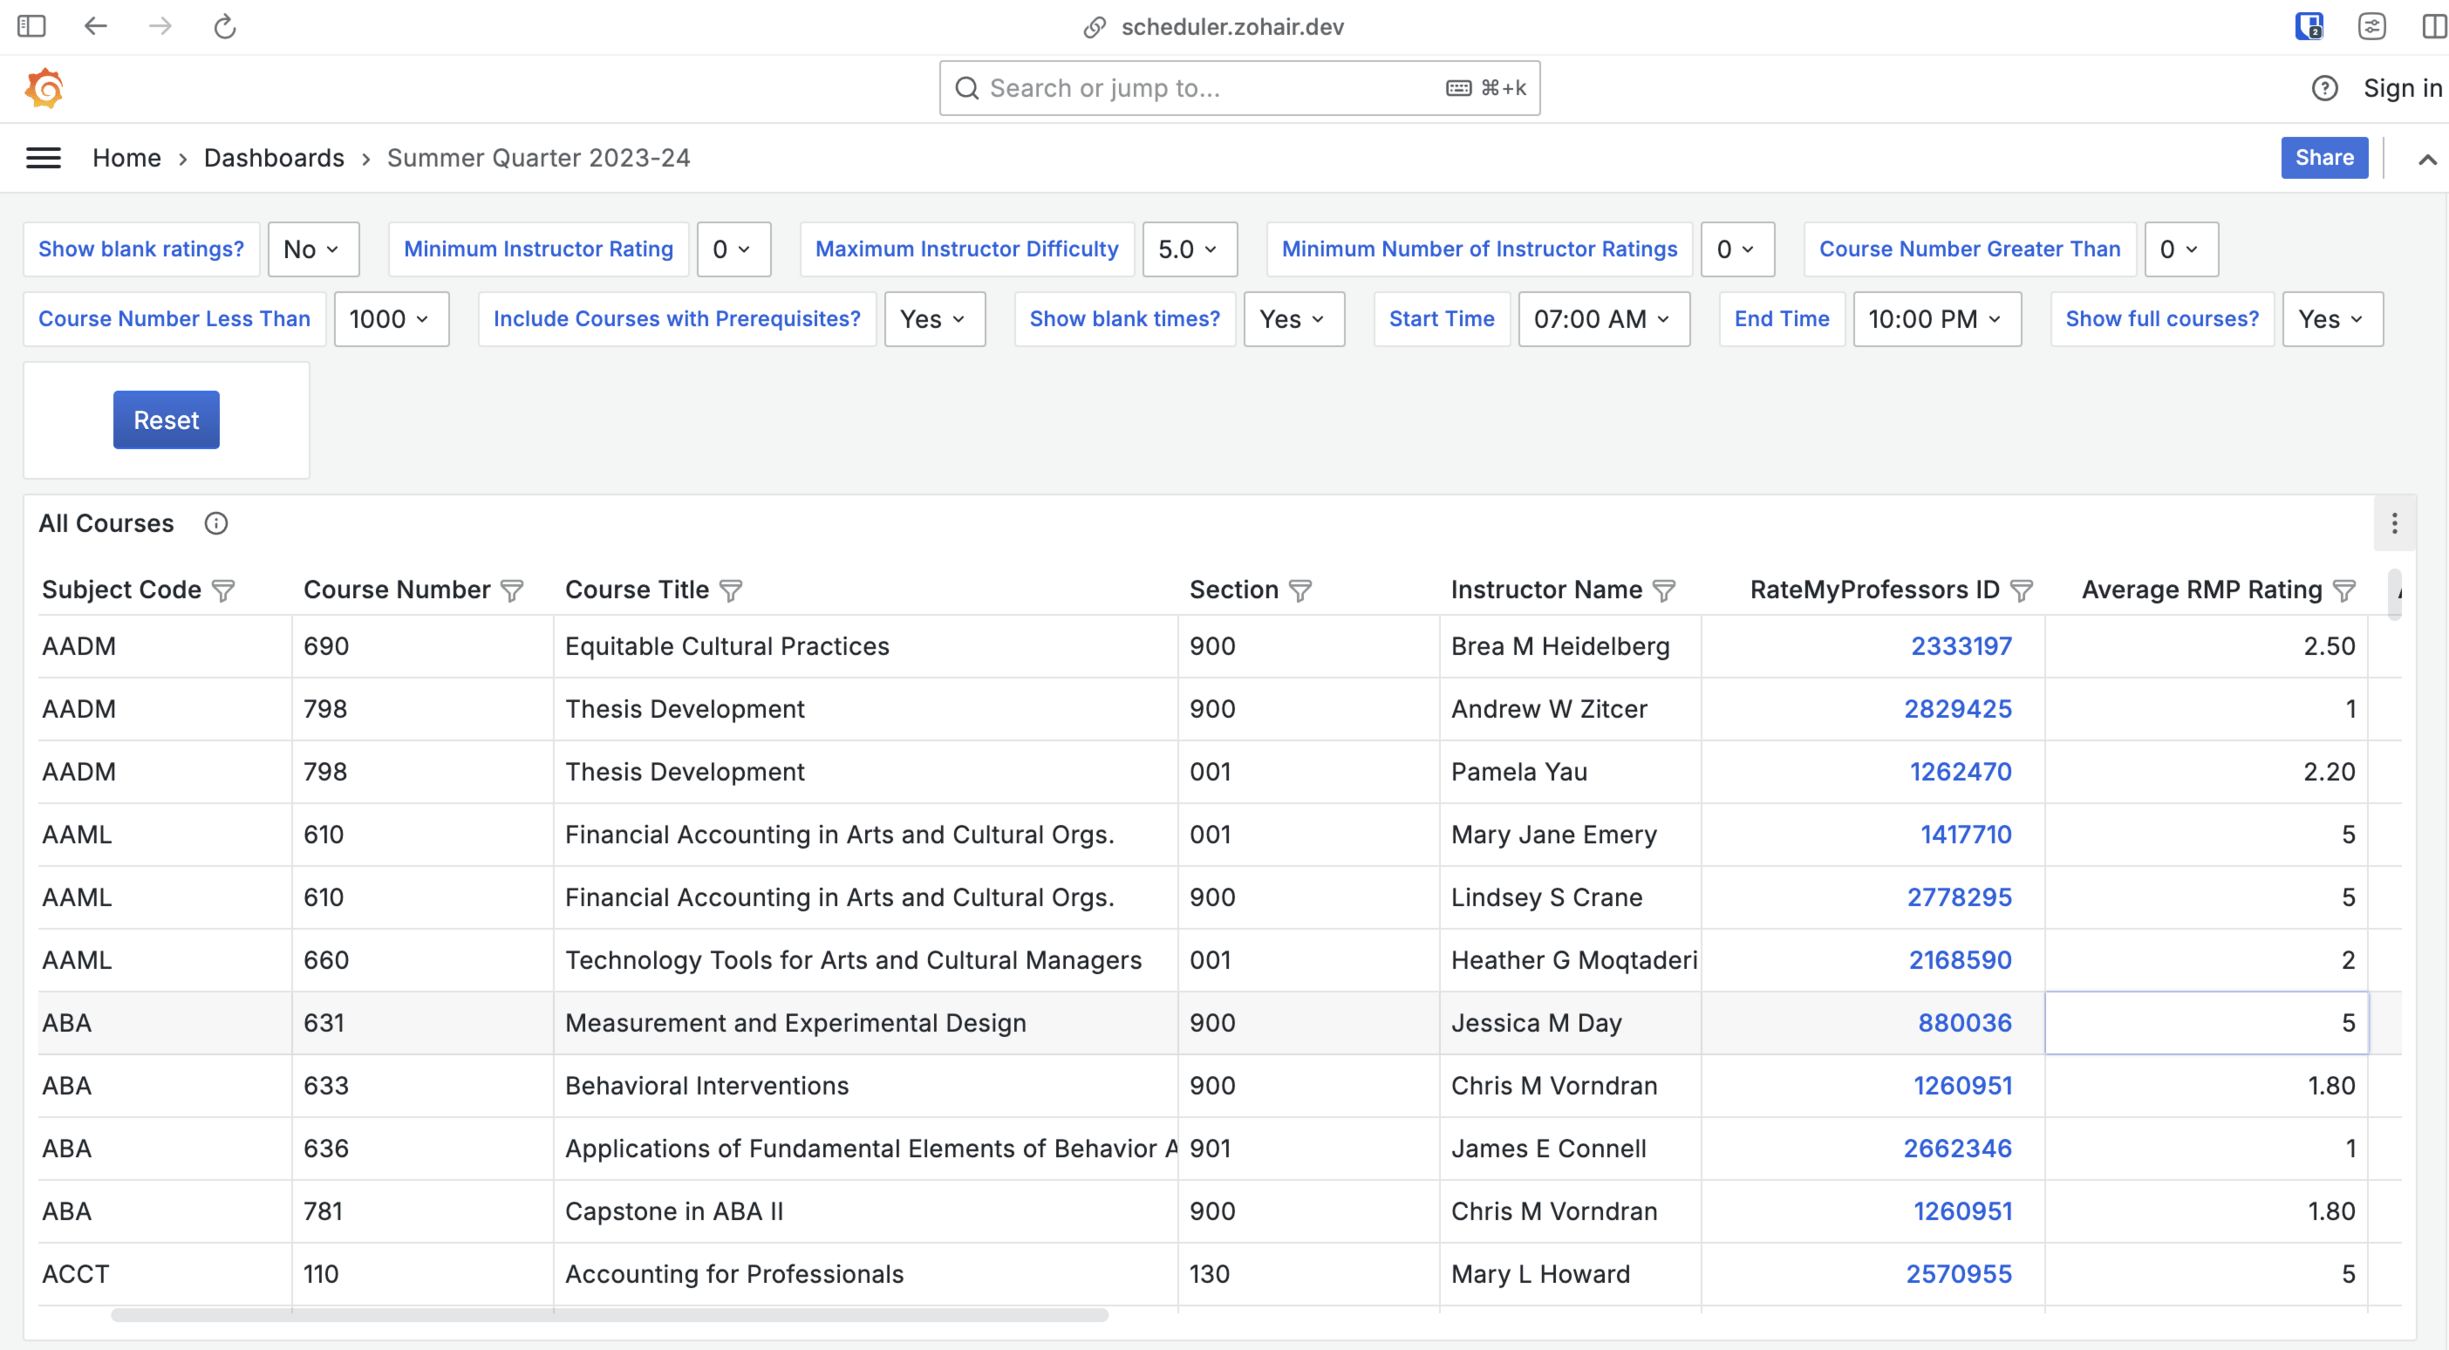 scheduler.zohair.dev
2
Search or jump to... ⌘+k
Sign in
Home › Dashboards › Summer Quarter 2023-24
Share
Show blank ratings? No Minimum Instructor Rating 0 Maximum Instructor Difficulty 5.0 Minimum Number of Instructor Ratings 0 Course Number Greater Than 0
Course Number Less Than 1000 Include Courses with Prerequisites? Yes Show blank times? Yes Start Time 07:00 AM End Time 10:00 PM Show full courses? Yes
Reset
All Courses
Subject Code Course Number Course Title Section Instructor Name RateMyProfessors ID Average RMP Rating
AADM 690 Equitable Cultural Practices 900 Brea M Heidelberg 2333197 2.50
AADM 798 Thesis Development 900 Andrew W Zitcer 2829425 1
AADM 798 Thesis Development 001 Pamela Yau 1262470 2.20
AAML 610 Financial Accounting in Arts and Cultural Orgs. 001 Mary Jane Emery 1417710 5
AAML 610 Financial Accounting in Arts and Cultural Orgs. 900 Lindsey S Crane 2778295 5
AAML 660 Technology Tools for Arts and Cultural Managers 001 Heather G Moqtaderi 2168590 2
ABA 631 Measurement and Experimental Design 900 Jessica M Day 880036 5
ABA 633 Behavioral Interventions 900 Chris M Vorndran 1260951 1.80
ABA 636 Applications of Fundamental Elements of Behavior A 901 James E Connell 2662346 1
ABA 781 Capstone in ABA II 900 Chris M Vorndran 1260951 1.80
ACCT 110 Accounting for Professionals 130 Mary L Howard 2570955 5